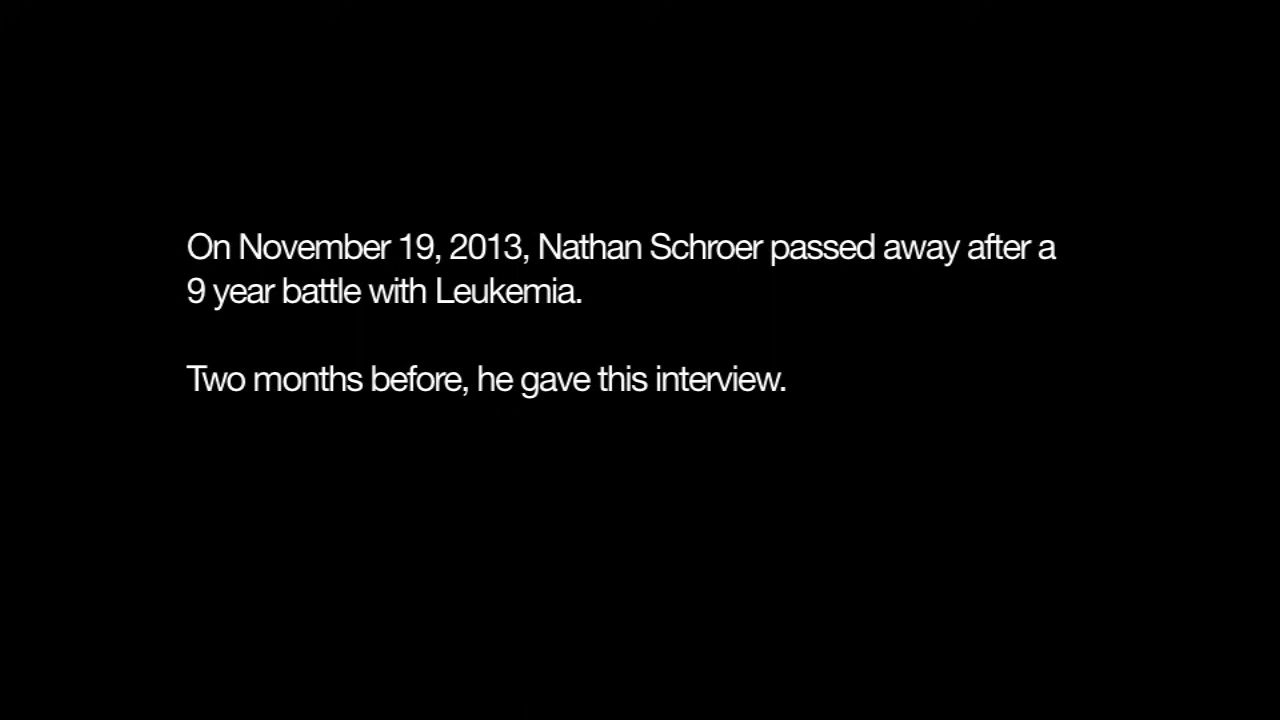 On November 19, 2013, Nathan Schroer passed away after a
9 year battle with Leukemia.
Two months before, he gave this interview.